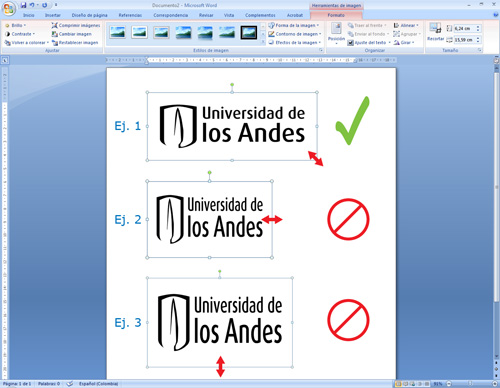 Documento2 - Microsoft Word
Herramientas de imagen
Inicio
Insertar
Diseño de página
Referencias
Correspondencia
Revisar
Vista
Complementos
Acrobat
Formato
Brillo
Contraste
Volver a colorear
Comprimir imágenes
Cambiar imagen
Restablecer imagen
Ajustar
Estilos de imagen
Forma de la imagen
Contorno de imagen
Efectos de la imagen
Posición
Traer al frente
Enviar al fondo
Ajuste del texto
Alinear
Agrupar
Girar
Organizar
Recortar
6,24 cm
15,59 cm
Tamaño
Ej. 1
Universidad de
los Andes
Ej. 2
Universidad de
los Andes
Ej. 3
Universidad de
los Andes
Página: 1 de 1
Palabras: 0
Español (Colombia)
91%